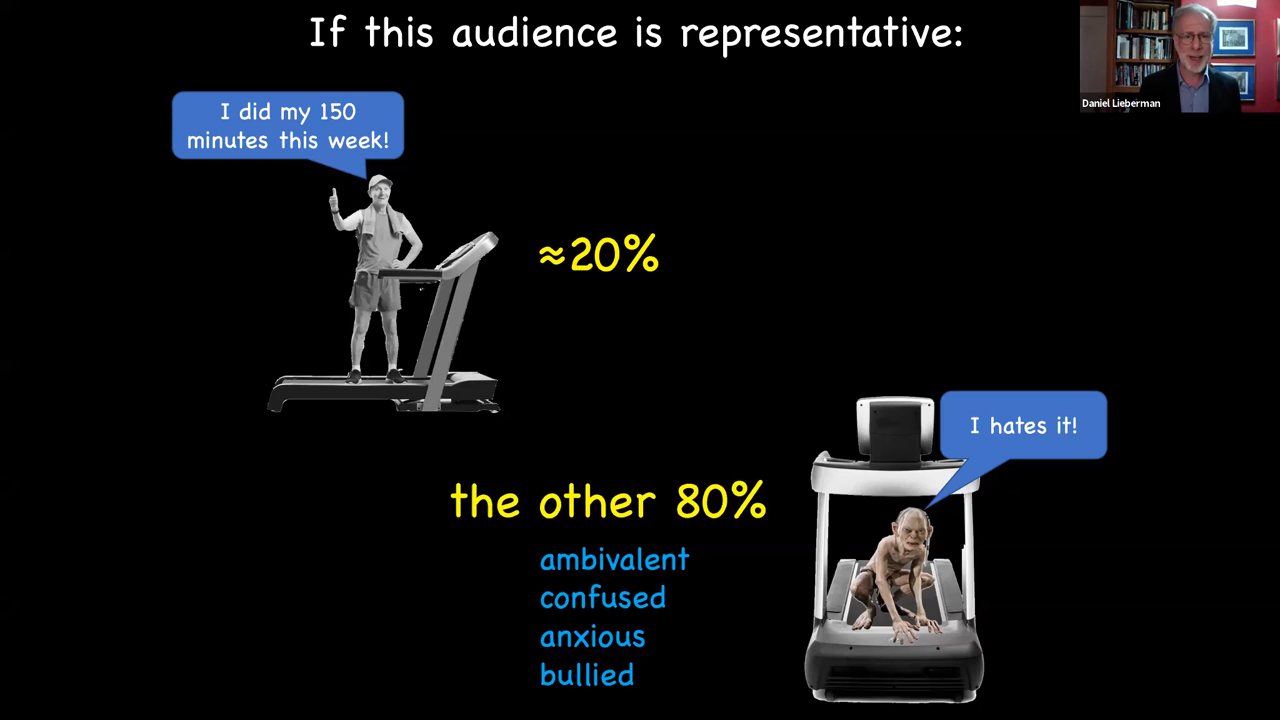 If this audience is representative:
Daniel Lieberman
I did my 150
minutes this week!
≈20%
I hates it!
the other 80%
ambivalent
confused
anxious
bullied